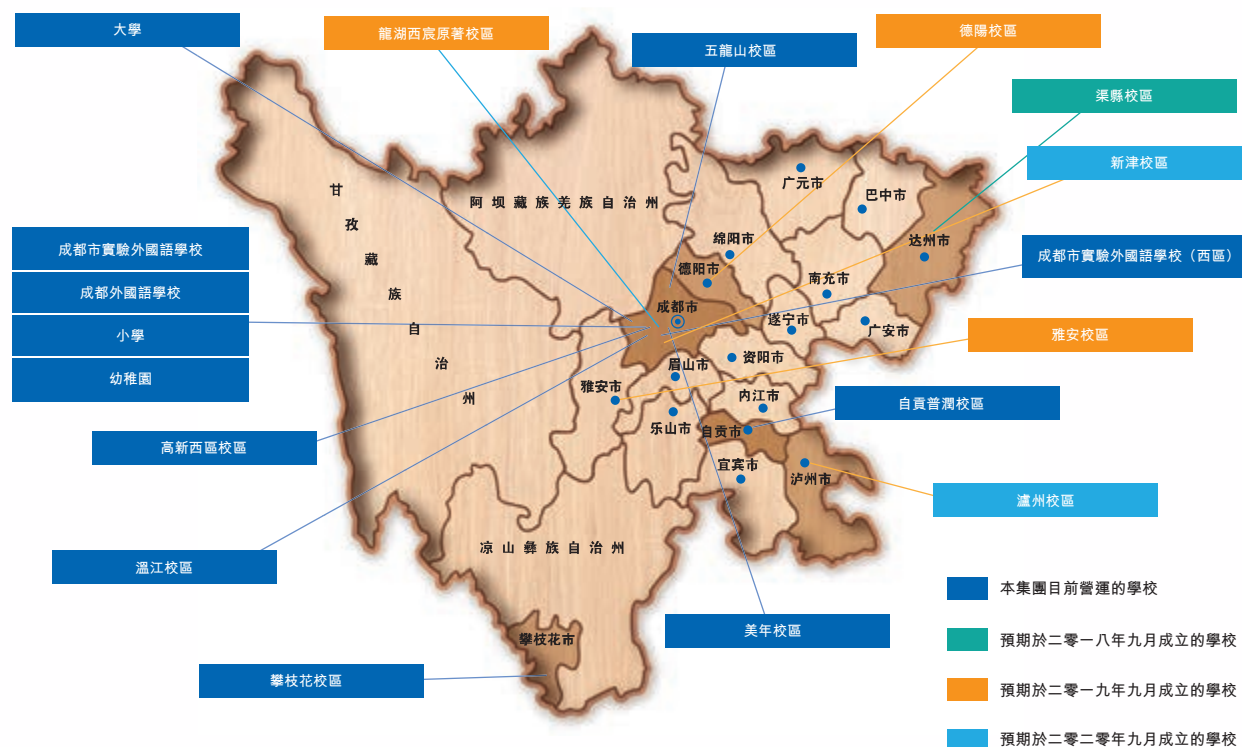 大學
龍湖西宸原著校區
五龍山校區
德陽校區
渠縣校區
新津校區
成都市實驗外國語學校（西區）
雅安校區
自貢普潤校區
瀘州校區
美年校區
成都市實驗外國語學校
成都外國語學校
小學
幼稚園
高新西區校區
溫江校區
攀枝花校區
甘孜藏族自治州
阿坝藏族羌族自治州
广元市
巴中市
达州市
绵阳市
德阳市
南充市
成都市
遂宁市
广安市
资阳市
眉山市
雅安市
内江市
乐山市
自贡市
宜宾市
泸州市
凉山彝族自治州
攀枝花市
本集團目前營運的學校
預期於二零一八年九月成立的學校
預期於二零一九年九月成立的學校
預期於二零二零年九月成立的學校